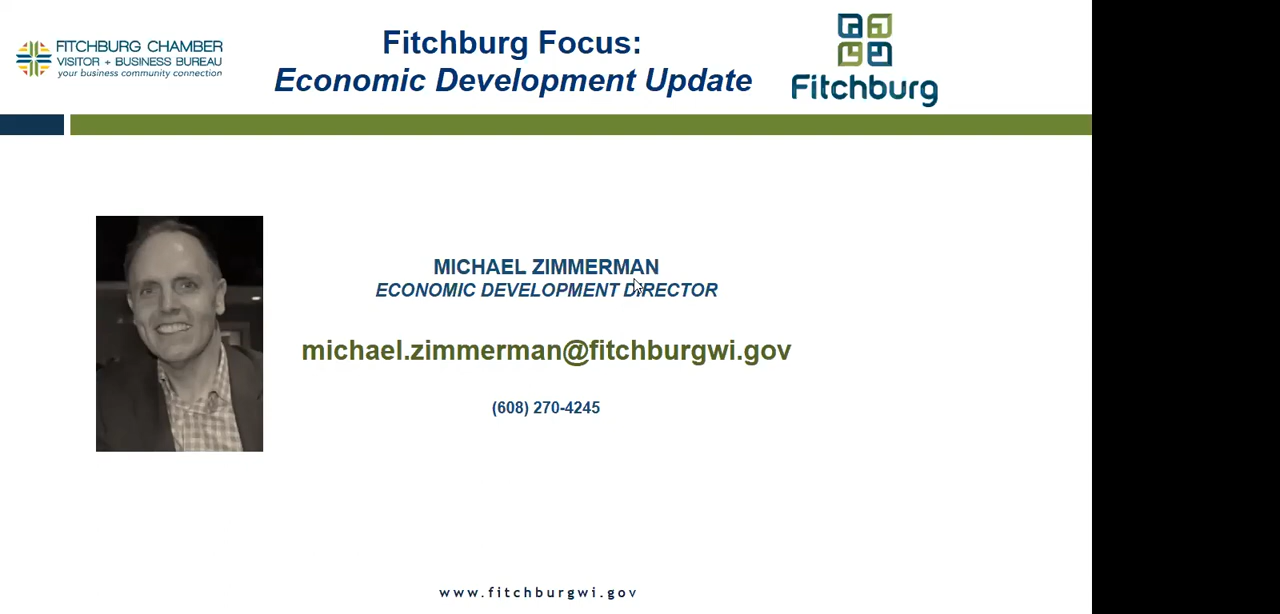 FITCHBURG CHAMBER
VISITOR + BUSINESS BUREAU
your business community connection
Fitchburg Focus:
Economic Development Update
Fitchburg
MICHAEL ZIMMERMAN
ECONOMIC DEVELOPMENT DIRECTOR
michael.zimmerman@fitchburgwi.gov
(608) 270-4245
www.fitchburgwi.gov